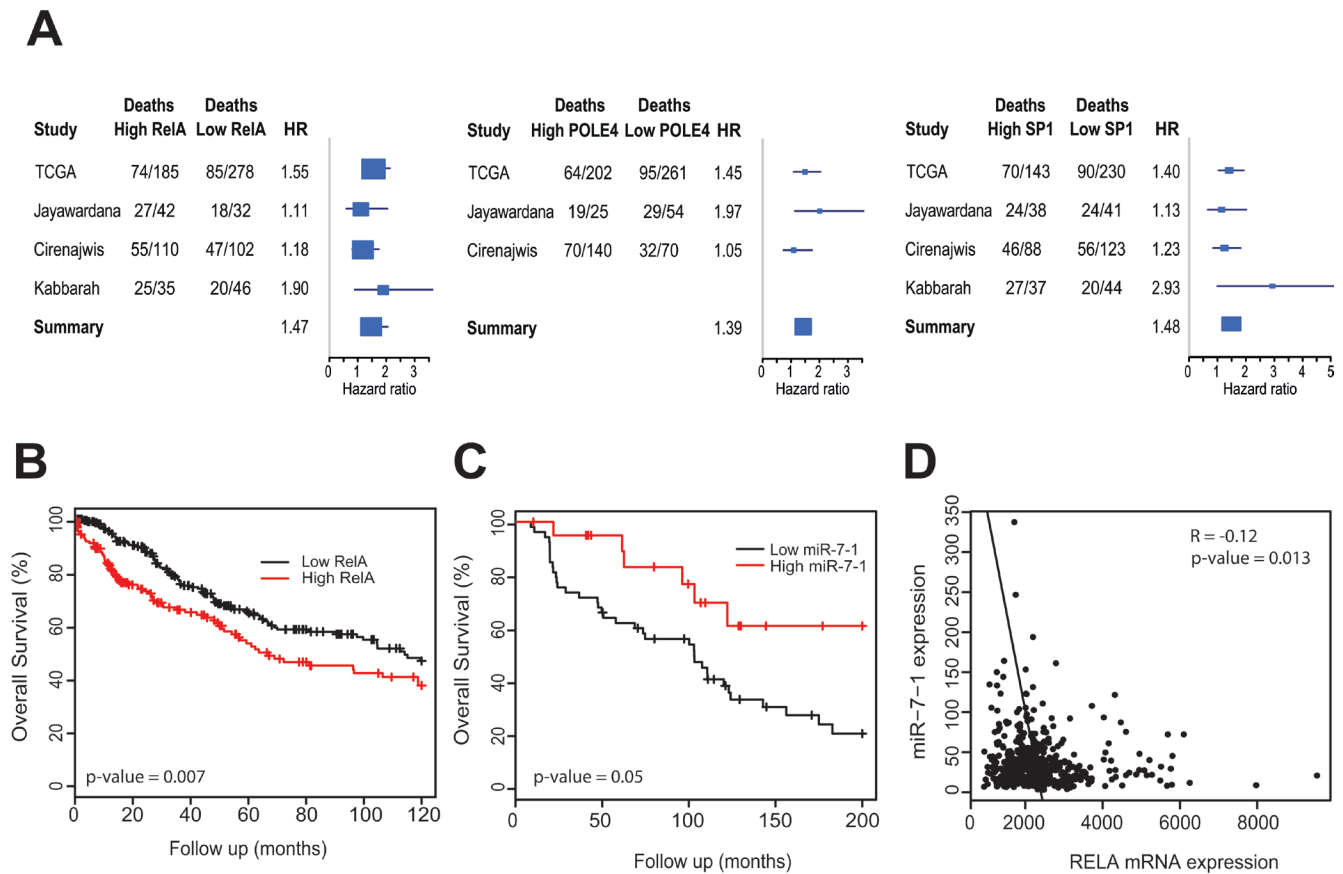 A
Deaths Deaths
Study High RelA Low RelA HR
TCGA 74/185 85/278 1.55
Jayawardana 27/42 18/32 1.11
Cirenajwis 55/110 47/102 1.18
Kabbarah 25/35 20/46 1.90
Summary 1.47
0 1 2 3
Hazard ratio
Deaths Deaths
Study High POLE4 Low POLE4 HR
TCGA 64/202 95/261 1.45
Jayawardana 19/25 29/54 1.97
Cirenajwis 70/140 32/70 1.05
Summary 1.39
0 1 2 3
Hazard ratio
Deaths Deaths
Study High SP1 Low SP1 HR
TCGA 70/143 90/230 1.40
Jayawardana 24/38 24/41 1.13
Cirenajwis 46/88 56/123 1.23
Kabbarah 27/37 20/44 2.93
Summary 1.48
0 1 2 3 4 5
Hazard ratio
B
Overall Survival (%)
100
80
60
40
20
0
Low RelA
High RelA
p-value = 0.007
0 20 40 60 80 100 120
Follow up (months)
C
Overall Survival (%)
100
80
60
40
20
0
Low miR-7-1
High miR-7-1
p-value = 0.05
0 50 100 150 200
Follow up (months)
D
miR−7−1 expression
350
300
250
200
150
100
50
0
R = -0.12
p-value = 0.013
0 2000 4000 6000 8000
RELA mRNA expression